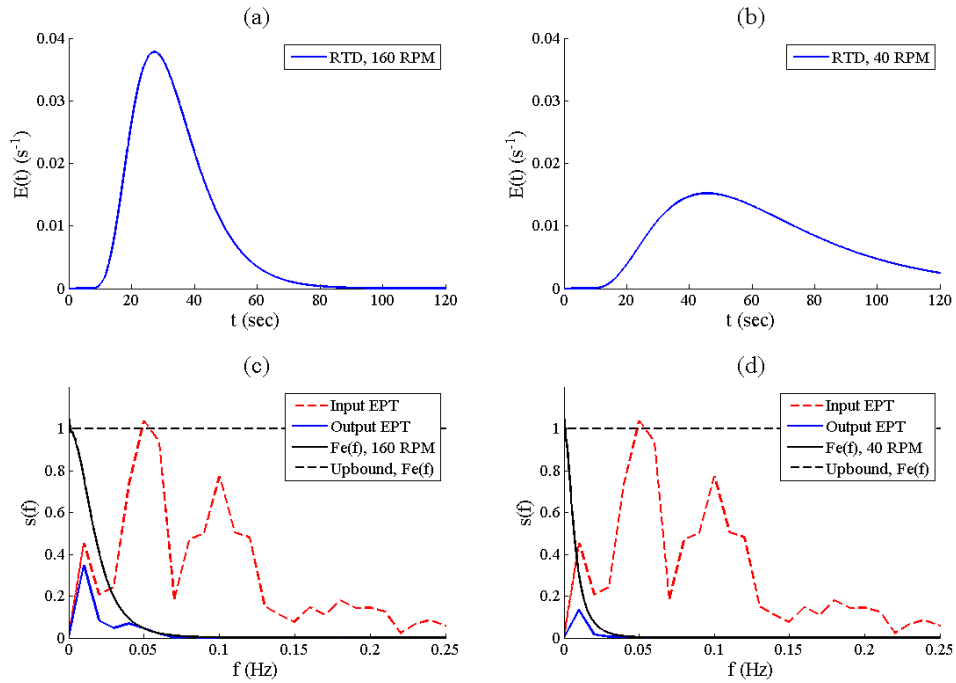 (a)
RTD, 160 RPM
0.04
0.03
0.02
0.01
0
E(t) (s⁻¹)
0 20 40 60 80 100 120
t (sec)
(b)
RTD, 40 RPM
0.04
0.03
0.02
0.01
0
E(t) (s⁻¹)
0 20 40 60 80 100 120
t (sec)
(c)
Input EPT
Output EPT
Fe(f), 160 RPM
Upbound, Fe(f)
1
0.8
0.6
0.4
0.2
0
s(f)
0 0.05 0.1 0.15 0.2 0.25
f (Hz)
(d)
Input EPT
Output EPT
Fe(f), 40 RPM
Upbound, Fe(f)
1
0.8
0.6
0.4
0.2
0
s(f)
0 0.05 0.1 0.15 0.2 0.25
f (Hz)